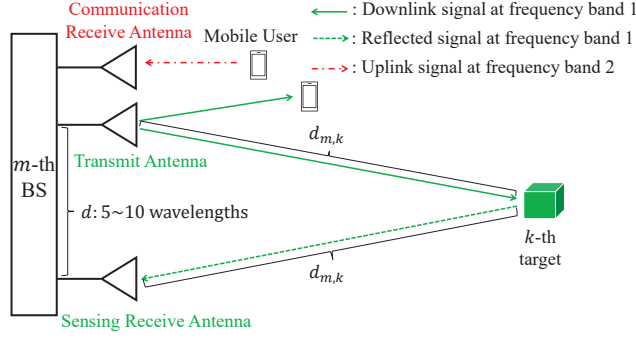 Communication
Receive Antenna
Mobile User
: Downlink signal at frequency band 1
: Reflected signal at frequency band 1
: Uplink signal at frequency band 2
m-th
BS
Transmit Antenna
d: 5~10 wavelengths
d_{m,k}
d_{m,k}
k-th
target
Sensing Receive Antenna